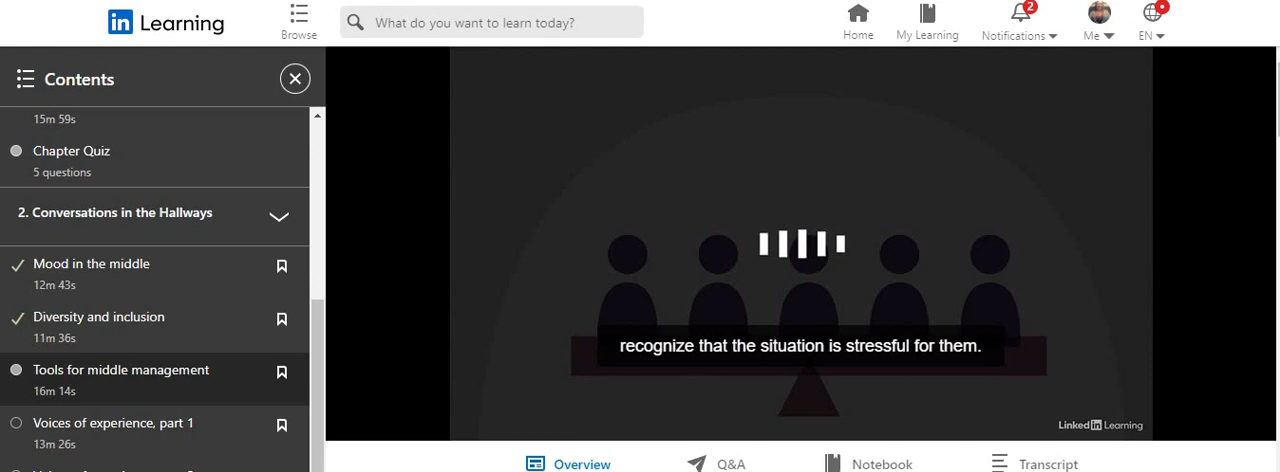 in Learning
Browse
What do you want to learn today?
Home
My Learning
2
Notifications
Me
EN
Contents
15m 59s
Chapter Quiz
5 questions
2. Conversations in the Hallways
Mood in the middle
12m 43s
Diversity and inclusion
11m 36s
Tools for middle management
16m 14s
Voices of experience, part 1
13m 26s
recognize that the situation is stressful for them.
Linked in Learning
Overview
Q&A
Notebook
Transcript